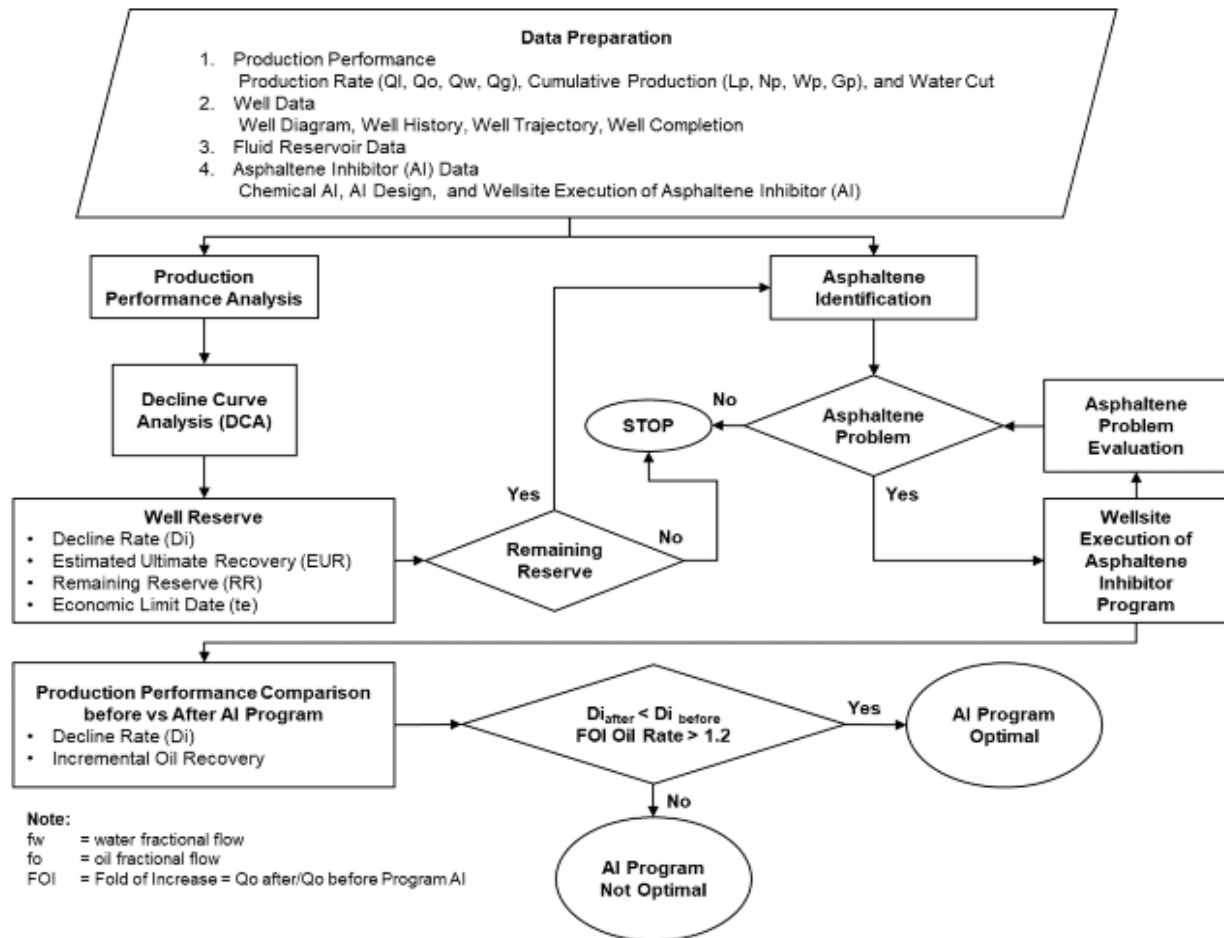 Data Preparation
1. Production Performance
Production Rate (Ql, Qo, Qw, Qg), Cumulative Production (Lp, Np, Wp, Gp), and Water Cut
2. Well Data
Well Diagram, Well History, Well Trajectory, Well Completion
3. Fluid Reservoir Data
4. Asphaltene Inhibitor (AI) Data
Chemical AI, AI Design, and Wellsite Execution of Asphaltene Inhibitor (AI)
Production
Performance Analysis
Asphaltene
Identification
Decline Curve
Analysis (DCA)
STOP
No
Asphaltene
Problem
Asphaltene
Problem
Evaluation
Yes
Yes
Well Reserve
• Decline Rate (Di)
• Estimated Ultimate Recovery (EUR)
• Remaining Reserve (RR)
• Economic Limit Date (te)
Remaining
Reserve
No
Wellsite
Execution of
Asphaltene
Inhibitor
Program
Production Performance Comparison
before vs After AI Program
• Decline Rate (Di)
• Incremental Oil Recovery
Di after < Di before
FOI Oil Rate > 1.2
Yes
AI Program
Optimal
No
AI Program
Not Optimal
Note:
fw = water fractional flow
fo = oil fractional flow
FOI = Fold of Increase = Qo after/Qo before Program AI